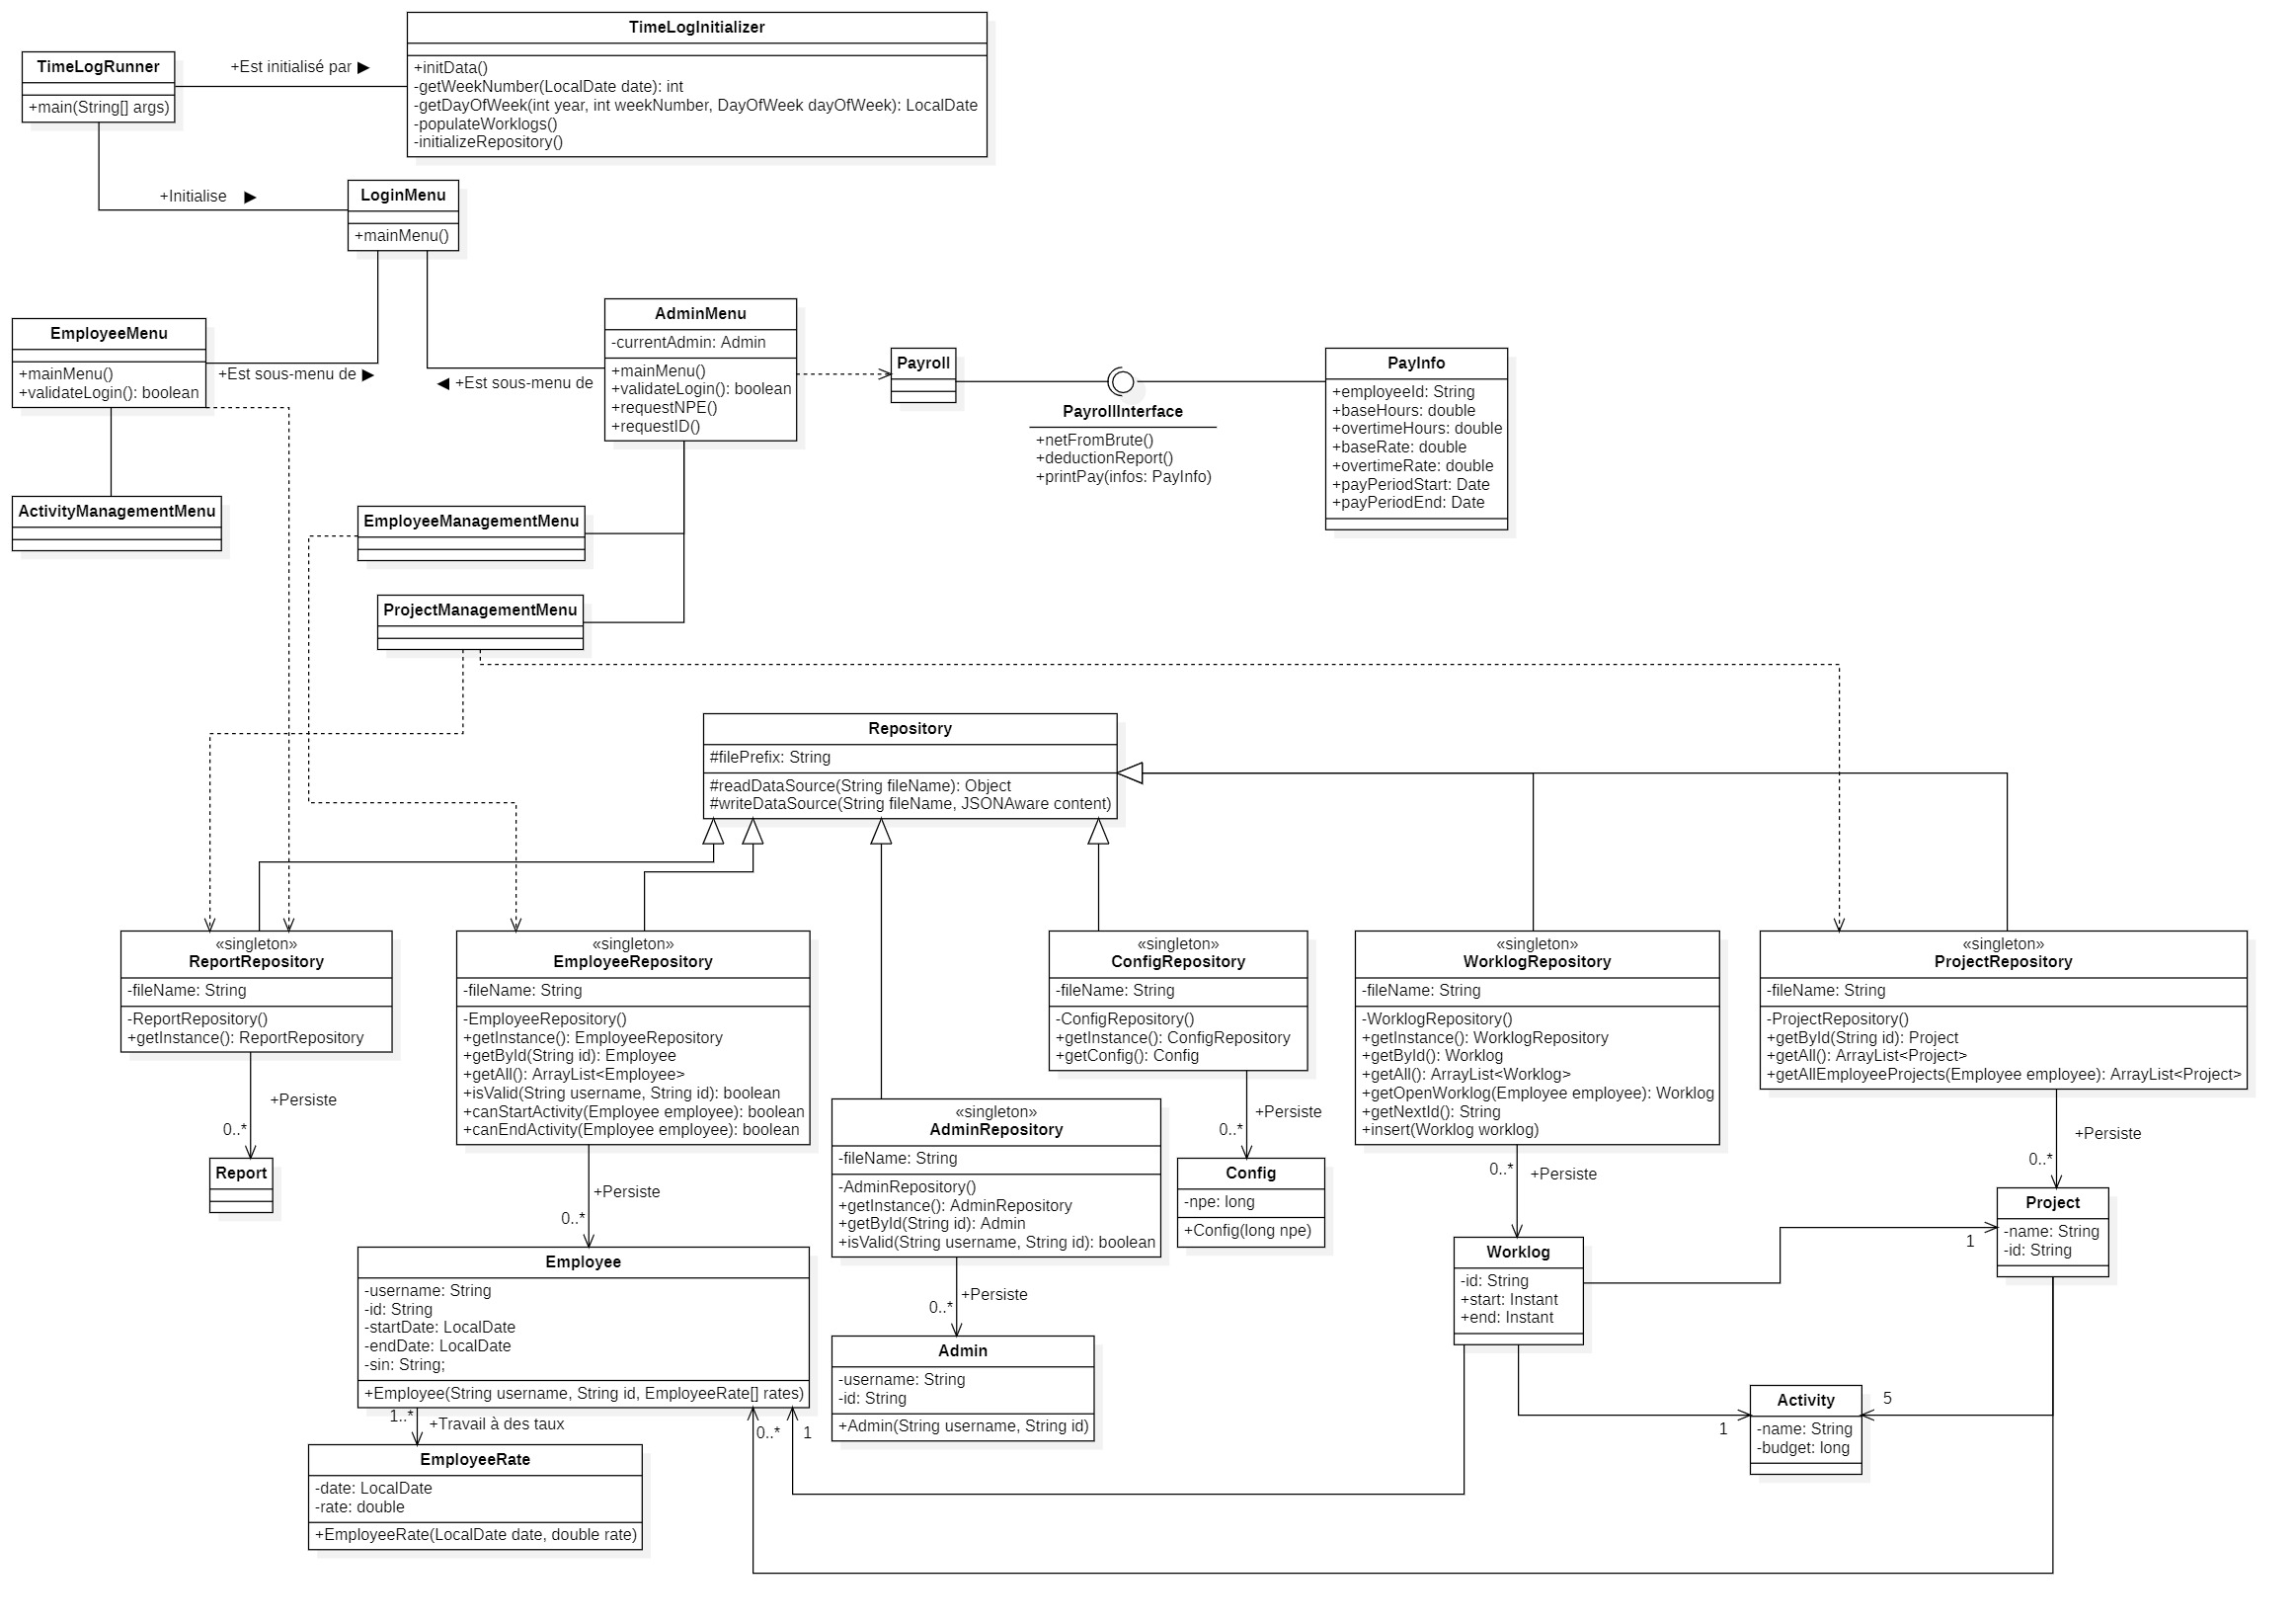 TimeLogInitializer
+initData()
-getWeekNumber(LocalDate date): int
-getDayOfWeek(int year, int weekNumber, DayOfWeek dayOfWeek): LocalDate
-populateWorklogs()
-initializeRepository()
TimeLogRunner
+main(String[] args)
+Est initialisé par ▶
+Initialise ▶
LoginMenu
+mainMenu()
EmployeeMenu
+mainMenu()
+validateLogin(): boolean
+Est sous-menu de ▶
◀ +Est sous-menu de
AdminMenu
-currentAdmin: Admin
+mainMenu()
+validateLogin(): boolean
+requestNPE()
+requestID()
Payroll
PayrollInterface
+netFromBrute()
+deductionReport()
+printPay(infos: PayInfo)
PayInfo
+employeeId: String
+baseHours: double
+overtimeHours: double
+baseRate: double
+overtimeRate: double
+payPeriodStart: Date
+payPeriodEnd: Date
ActivityManagementMenu
EmployeeManagementMenu
ProjectManagementMenu
Repository
#filePrefix: String
#readDataSource(String fileName): Object
#writeDataSource(String fileName, JSONAware content)
«singleton»
ReportRepository
-fileName: String
-ReportRepository()
+getInstance(): ReportRepository
+Persiste
0..*
Report
«singleton»
EmployeeRepository
-fileName: String
-EmployeeRepository()
+getInstance(): EmployeeRepository
+getById(String id): Employee
+getAll(): ArrayList<Employee>
+isValid(String username, String id): boolean
+canStartActivity(Employee employee): boolean
+canEndActivity(Employee employee): boolean
+Persiste
0..*
Employee
-username: String
-id: String
-startDate: LocalDate
-endDate: LocalDate
-sin: String;
+Employee(String username, String id, EmployeeRate[] rates)
1..*
+Travail à des taux
0..*
1
EmployeeRate
-date: LocalDate
-rate: double
+EmployeeRate(LocalDate date, double rate)
«singleton»
AdminRepository
-fileName: String
-AdminRepository()
+getInstance(): AdminRepository
+getById(String id): Admin
+isValid(String username, String id): boolean
+Persiste
0..*
Admin
-username: String
-id: String
+Admin(String username, String id)
«singleton»
ConfigRepository
-fileName: String
-ConfigRepository()
+getInstance(): ConfigRepository
+getConfig(): Config
+Persiste
0..*
Config
-npe: long
+Config(long npe)
«singleton»
WorklogRepository
-fileName: String
-WorklogRepository()
+getInstance(): WorklogRepository
+getById(): Worklog
+getAll(): ArrayList<Worklog>
+getOpenWorklog(Employee employee): Worklog
+getNextId(): String
+insert(Worklog worklog)
0..*
+Persiste
Worklog
-id: String
+start: Instant
+end: Instant
«singleton»
ProjectRepository
-fileName: String
-ProjectRepository()
+getById(String id): Project
+getAll(): ArrayList<Project>
+getAllEmployeeProjects(Employee employee): ArrayList<Project>
+Persiste
0..*
Project
-name: String
-id: String
1
Activity
-name: String
-budget: long
1
5